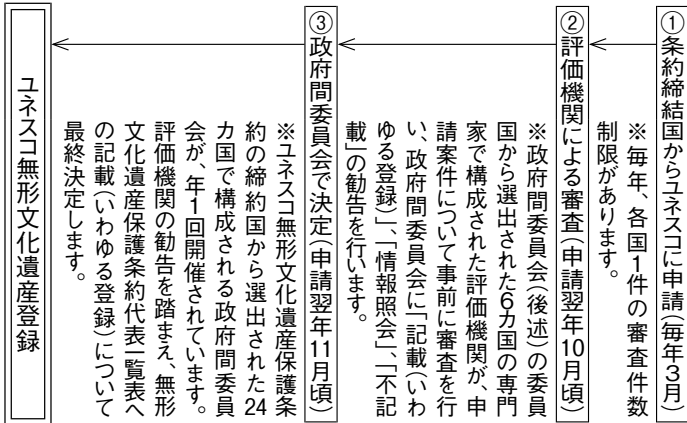 ①条約締結国からユネスコに申請(毎年3月)
※毎年、各国1件の審査件数
制限があります。
②評価機関による審査(申請翌年10月頃)
※政府間委員会(後述)の委員
国から選出された6カ国の専門
家で構成された評価機関が、申
請案件について事前に審査を行
い、政府間委員会に「記載(いわ
ゆる登録)」、「情報照会」、「不記
載」の勧告を行います。
③政府間委員会で決定(申請翌年11月頃)
※ユネスコ無形文化遺産保護条
約の締約国から選出された24
カ国で構成される政府間委員
会が、年1回開催されています。
評価機関の勧告を踏まえ、無形
文化遺産保護条約代表一覧表へ
の記載(いわゆる登録)について
最終決定します。
ユネスコ無形文化遺産登録